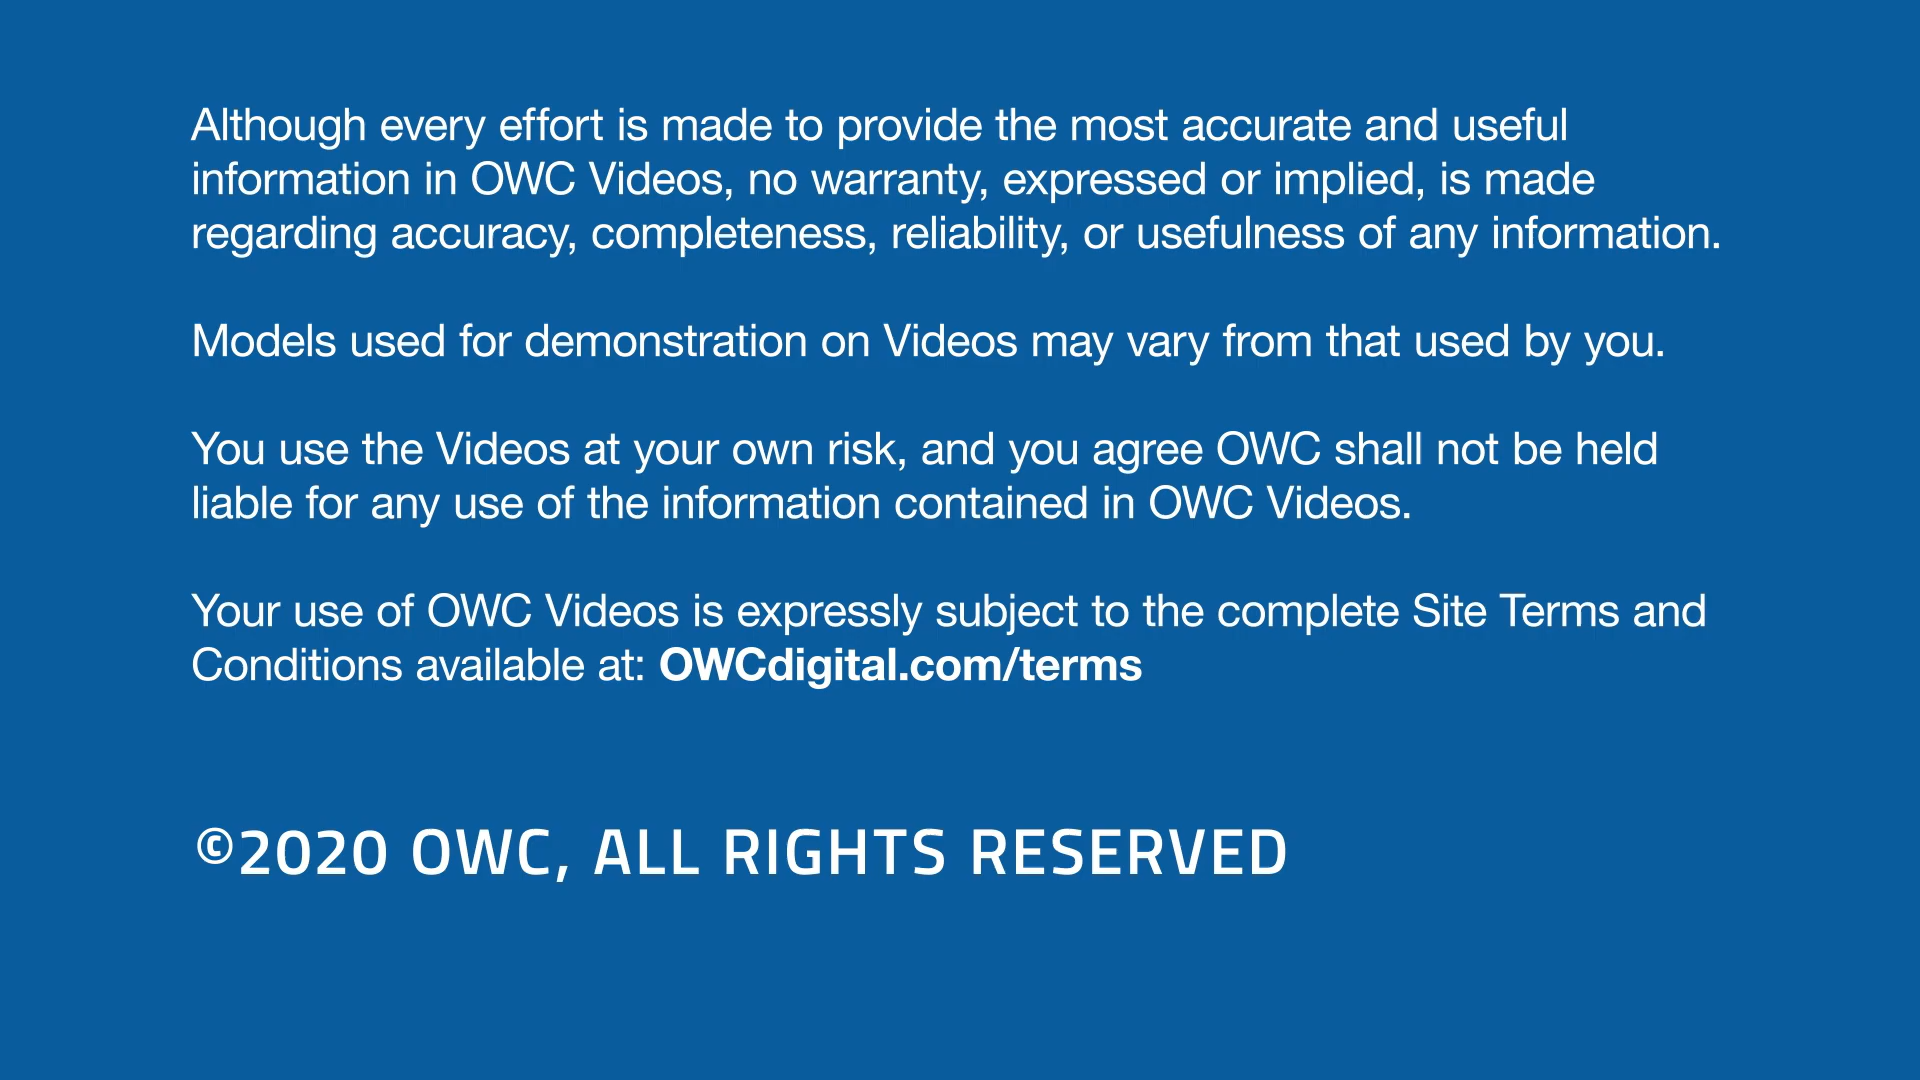 Although every effort is made to provide the most accurate and useful
information in OWC Videos, no warranty, expressed or implied, is made
regarding accuracy, completeness, reliability, or usefulness of any information.
Models used for demonstration on Videos may vary from that used by you.
You use the Videos at your own risk, and you agree OWC shall not be held
liable for any use of the information contained in OWC Videos.
Your use of OWC Videos is expressly subject to the complete Site Terms and
Conditions available at: OWCdigital.com/terms
©2020 OWC, ALL RIGHTS RESERVED